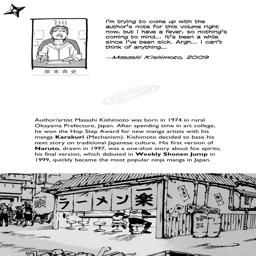 I'm trying to come up with the
author's note for this volume right
now, but I have a fever, so nothing's
coming to mind... It's been a while
since I've been sick. Argh... I can't
think of anything...
—Masashi Kishimoto, 2009
岸本斉史
Author/artist Masashi Kishimoto was born in 1974 in rural
Okayama Prefecture, Japan. After spending time in art college,
he won the Hop Step Award for new manga artists with his
manga Karakuri (Mechanism). Kishimoto decided to base his
next story on traditional Japanese culture. His first version of
Naruto, drawn in 1997, was a one-shot story about fox spirits;
his final version, which debuted in Weekly Shonen Jump in
1999, quickly became the most popular ninja manga in Japan.
ラーメン一楽